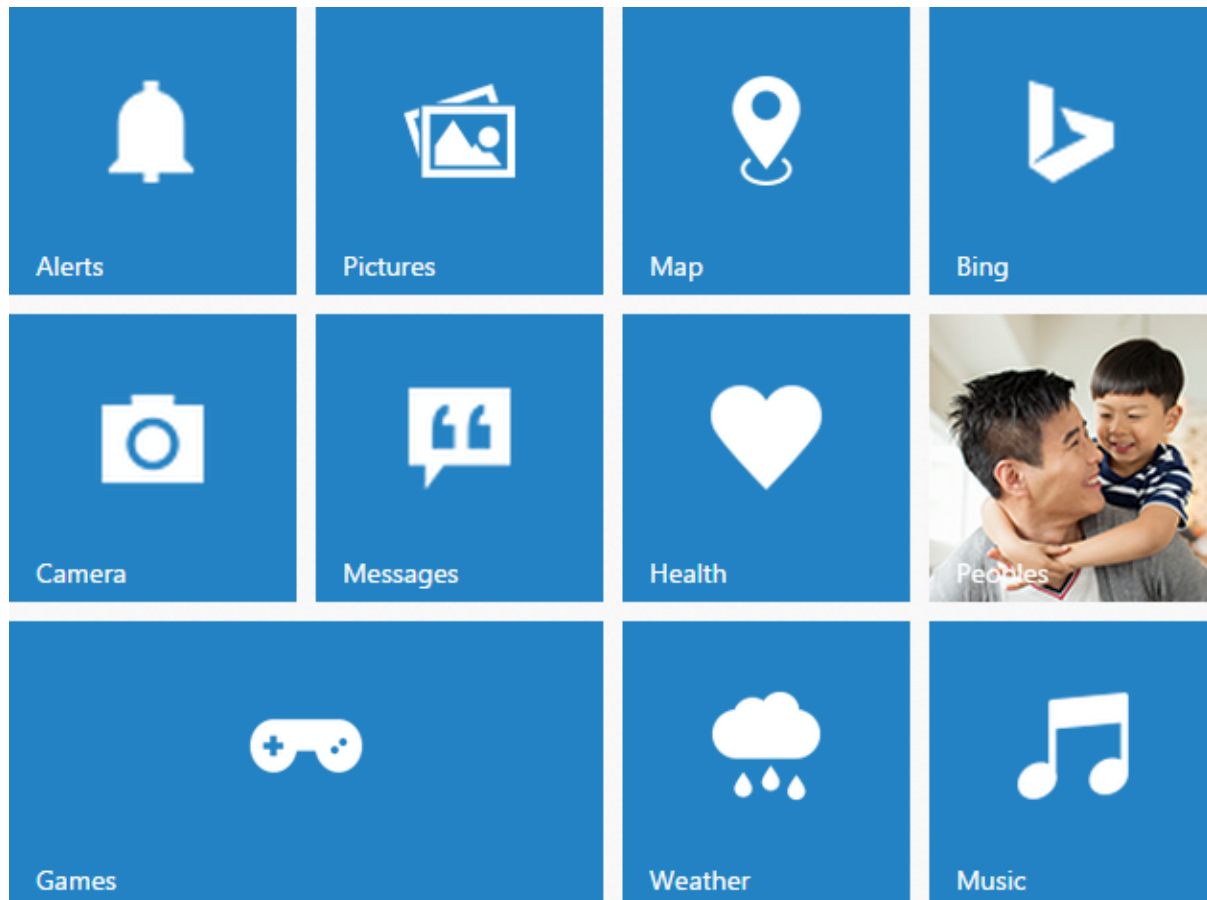 Alerts
Pictures
Map
Bing
Camera
Messages
Health
Peoples
Games
Weather
Music